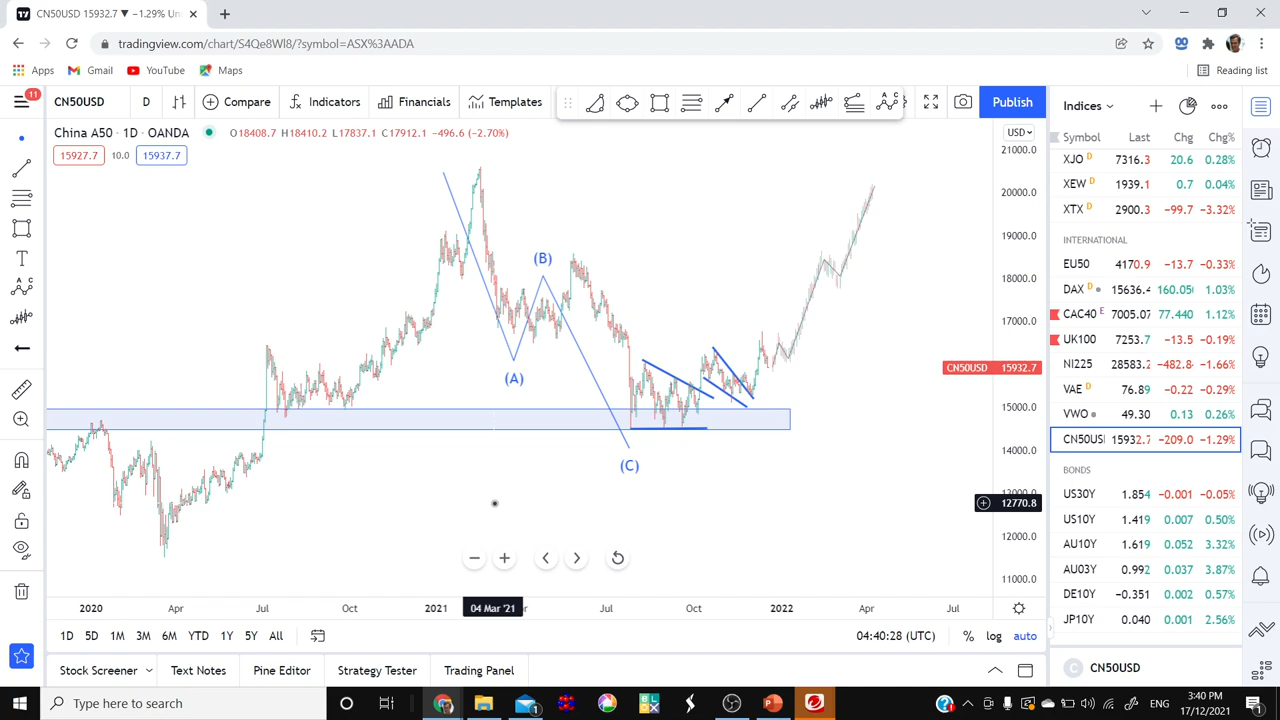 CN50USD 15932.7 ▼ −1.29% Un
tradingview.com/chart/S4Qe8Wl8/?symbol=ASX%3AADA
Apps Gmail YouTube Maps Reading list
11
CN50USD D Compare Indicators Financials Templates Publish
China A50 · 1D · OANDA O18408.7 H18410.2 L17837.1 C17912.1 −496.6 (−2.70%)
15927.7 10.0 15937.7
USD
21000.0
20000.0
19000.0
18000.0
17000.0
CN50USD 15932.7
15000.0
14000.0
13000.0
12770.8
12000.0
11000.0
(A)
(B)
(C)
2020 Apr Jul Oct 2021 04 Mar '21 Jul Oct 2022 Apr Jul
1D 5D 1M 3M 6M YTD 1Y 5Y All 04:40:28 (UTC) % log auto
Stock Screener Text Notes Pine Editor Strategy Tester Trading Panel
Indices
Symbol Last Chg Chg%
XJO D 7316.3 20.6 0.28%
XEW D 1939.1 0.7 0.04%
XTX D 2900.3 −99.7 −3.32%
INTERNATIONAL
EU50 4170.9 −13.7 −0.33%
DAX 15636.4 160.050 1.03%
CAC40 E 7005.07 77.440 1.12%
UK100 7253.7 −13.5 −0.19%
NI225 28583.2 −482.8 −1.66%
VAE D 76.89 −0.22 −0.29%
VWO 49.30 0.13 0.26%
CN50US 15932.7 −209.0 −1.29%
BONDS
US30Y 1.854 −0.001 −0.05%
US10Y 1.419 0.007 0.50%
AU10Y 1.619 0.052 3.32%
AU03Y 0.992 0.037 3.87%
DE10Y −0.351 0.002 0.57%
JP10Y 0.040 0.001 2.56%
C CN50USD
Type here to search
1
ENG
3:40 PM
17/12/2021